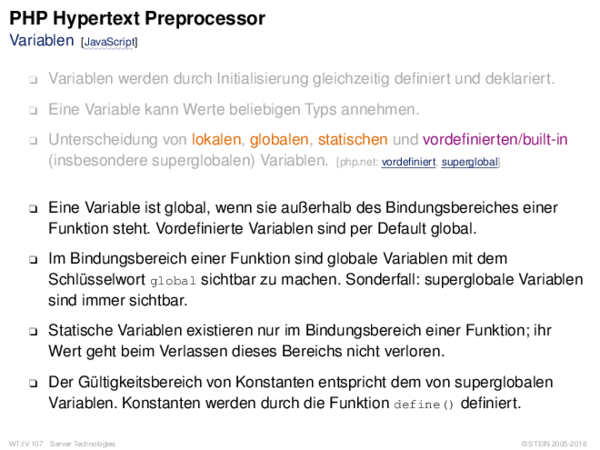 PHP Hypertext Preprocessor
Variablen [JavaScript]
❑ Variablen werden durch Initialisierung gleichzeitig definiert und deklariert.
❑ Eine Variable kann Werte beliebigen Typs annehmen.
❑ Unterscheidung von lokalen, globalen, statischen und vordefinierten/built-in
(insbesondere superglobalen) Variablen. [php.net: vordefiniert, superglobal]
❑ Eine Variable ist global, wenn sie außerhalb des Bindungsbereiches einer
Funktion steht. Vordefinierte Variablen sind per Default global.
❑ Im Bindungsbereich einer Funktion sind globale Variablen mit dem
Schlüsselwort global sichtbar zu machen. Sonderfall: superglobale Variablen
sind immer sichtbar.
❑ Statische Variablen existieren nur im Bindungsbereich einer Funktion; ihr
Wert geht beim Verlassen dieses Bereichs nicht verloren.
❑ Der Gültigkeitsbereich von Konstanten entspricht dem von superglobalen
Variablen. Konstanten werden durch die Funktion define() definiert.
WT:IV-107 Server Technologies © STEIN 2005-2018